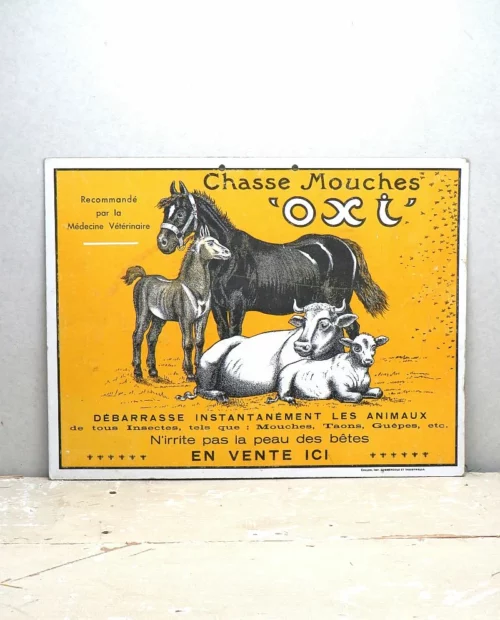 Chasse Mouches
'OXi'
Recommandé
par la
Médecine Vétérinaire
DÉBARRASSE INSTANTANÉMENT LES ANIMAUX
de tous Insectes, tels que : Mouches, Taons, Guêpes, etc.
N'irrite pas la peau des bêtes
EN VENTE ICI